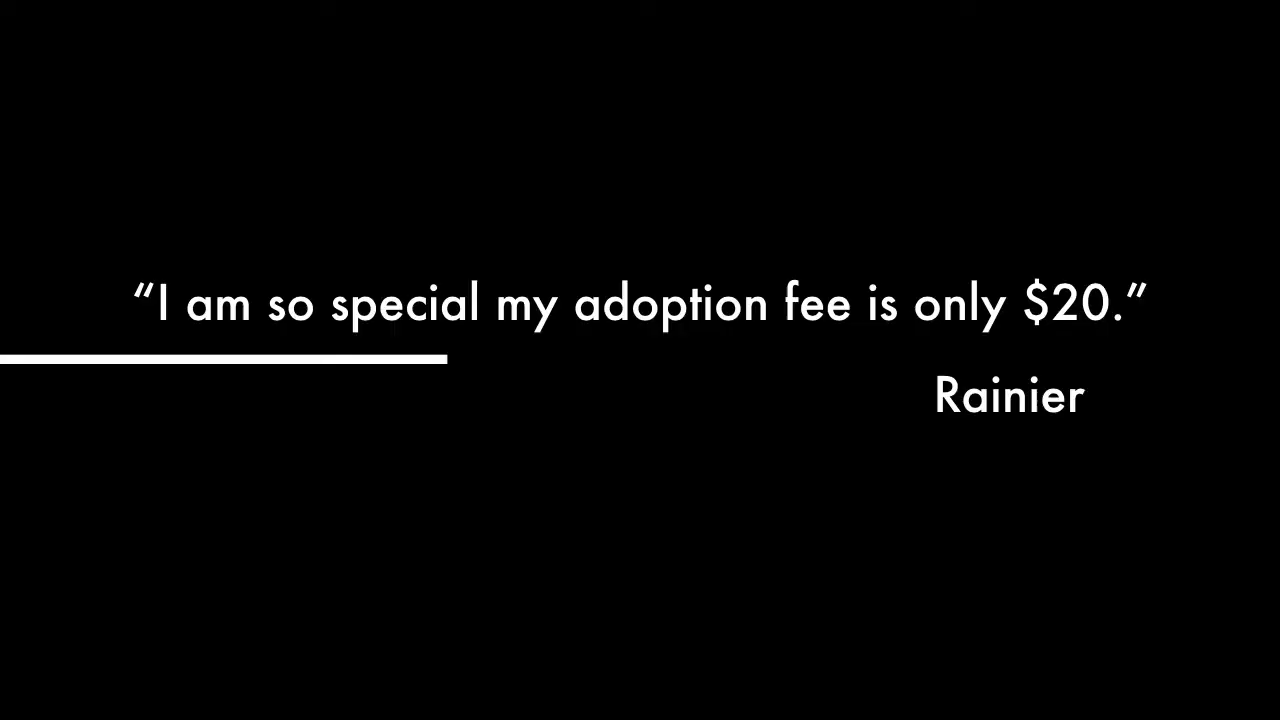 “I am so special my adoption fee is only $20.”
Rainier